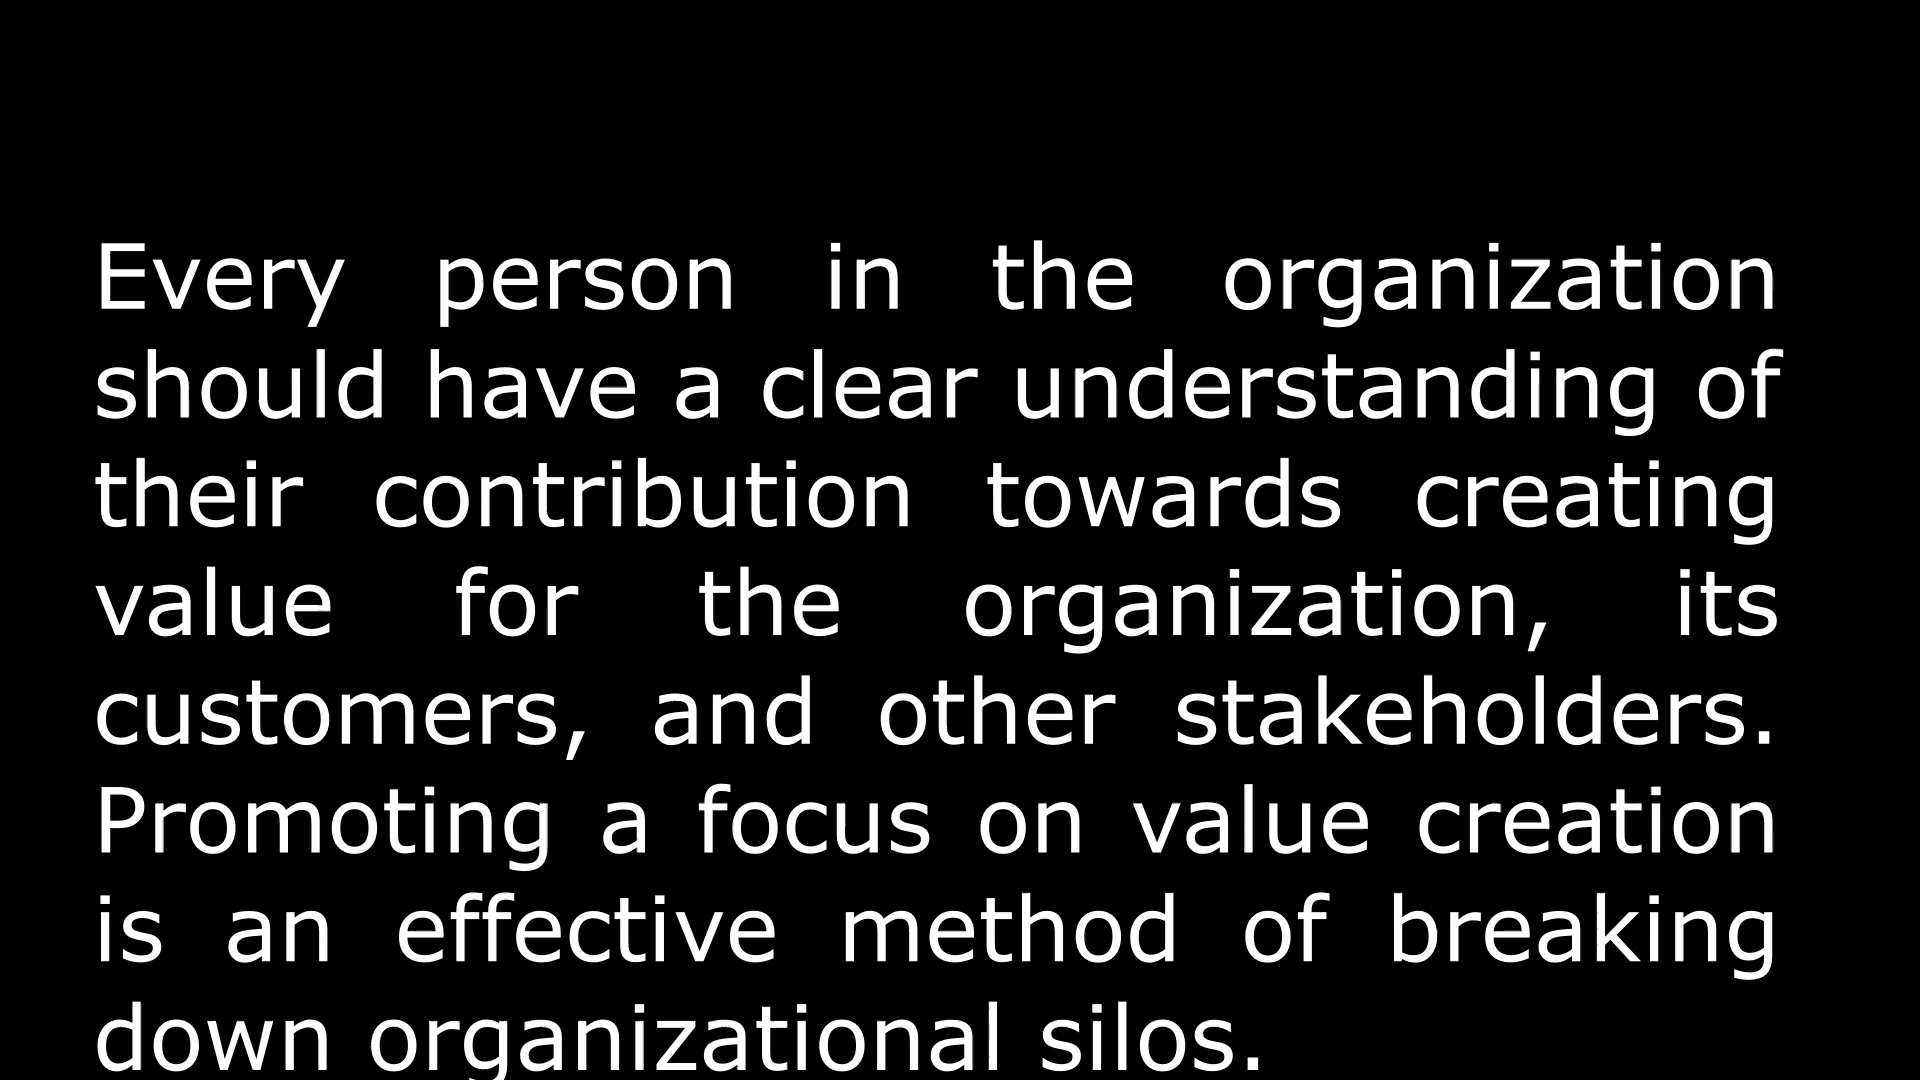 Every person in the organization
should have a clear understanding of
their contribution towards creating
value for the organization, its
customers, and other stakeholders.
Promoting a focus on value creation
is an effective method of breaking
down organizational silos.